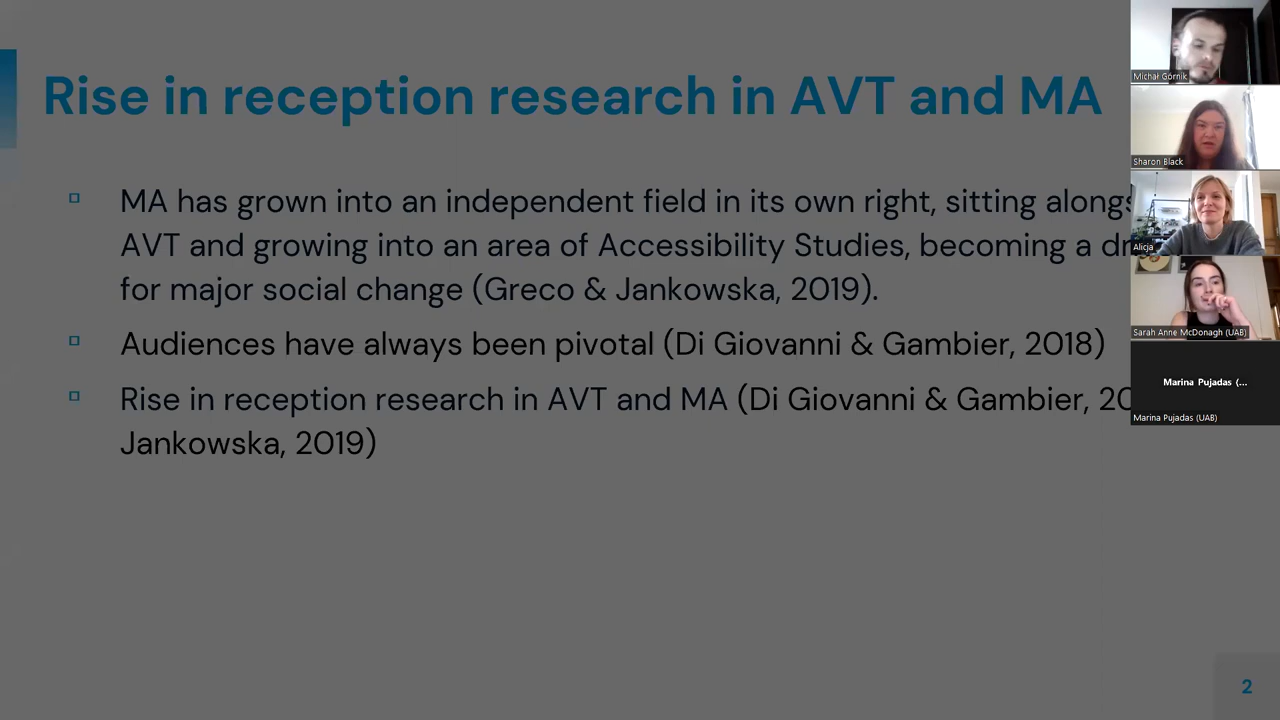 Rise in reception research in AVT and MA
MA has grown into an independent field in its own right, sitting
AVT and growing into an area of Accessibility Studies, becoming a
for major social change (Greco & Jankowska, 2019).
Audiences have always been pivotal (Di Giovanni & Gambier, 2018)
Rise in reception research in AVT and MA (Di Giovanni & Gambier,
Jankowska, 2019)
2
Michał Górnik
Sharon Black
Alicja
Sarah Anne McDonagh (UAB)
Marina Pujadas (...
Marina Pujadas (UAB)